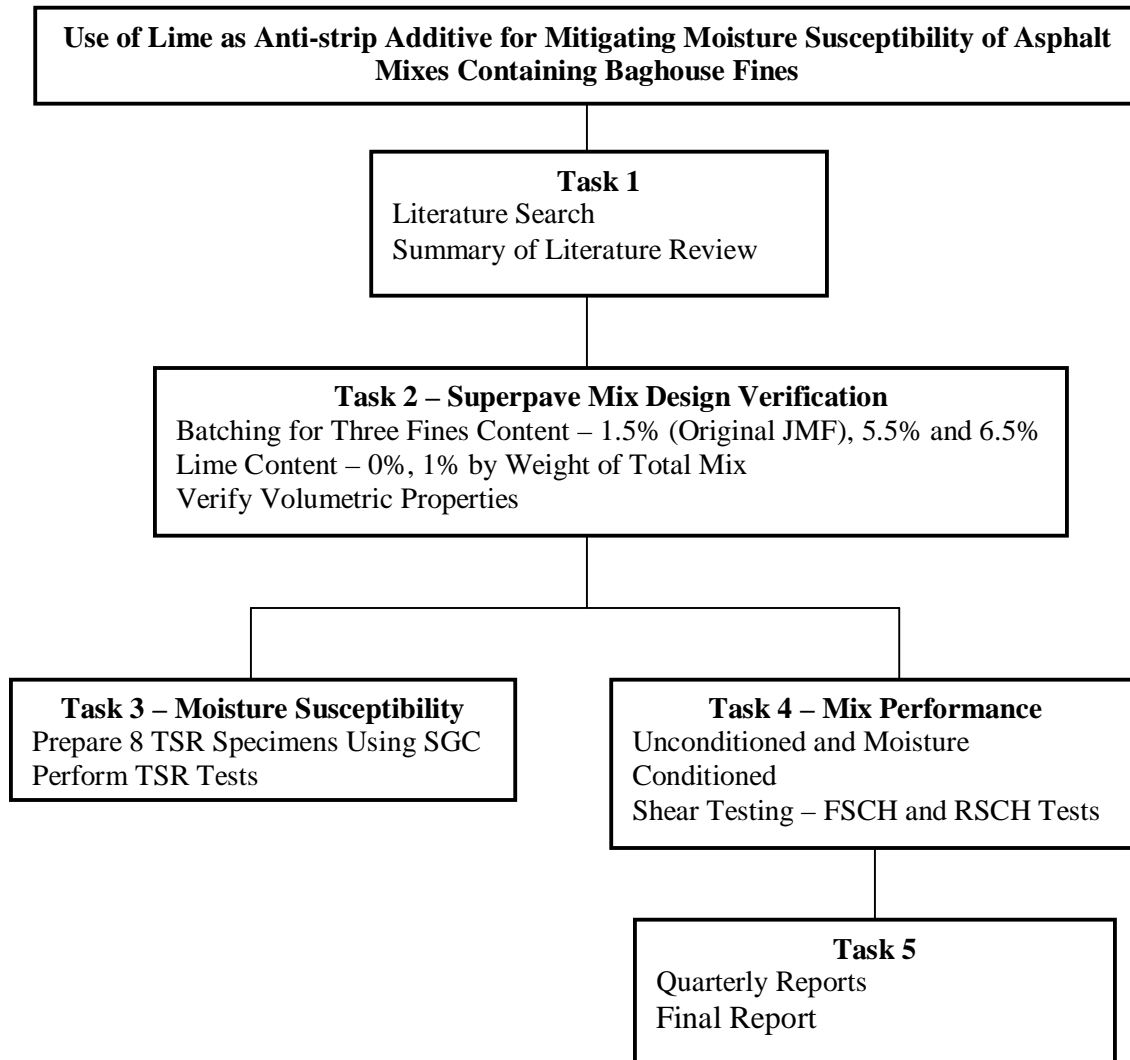 Use of Lime as Anti-strip Additive for Mitigating Moisture Susceptibility of Asphalt
Mixes Containing Baghouse Fines
Task 1
Literature Search
Summary of Literature Review
Task 2 – Superpave Mix Design Verification
Batching for Three Fines Content – 1.5% (Original JMF), 5.5% and 6.5%
Lime Content – 0%, 1% by Weight of Total Mix
Verify Volumetric Properties
Task 3 – Moisture Susceptibility
Prepare 8 TSR Specimens Using SGC
Perform TSR Tests
Task 4 – Mix Performance
Unconditioned and Moisture
Conditioned
Shear Testing – FSCH and RSCH Tests
Task 5
Quarterly Reports
Final Report